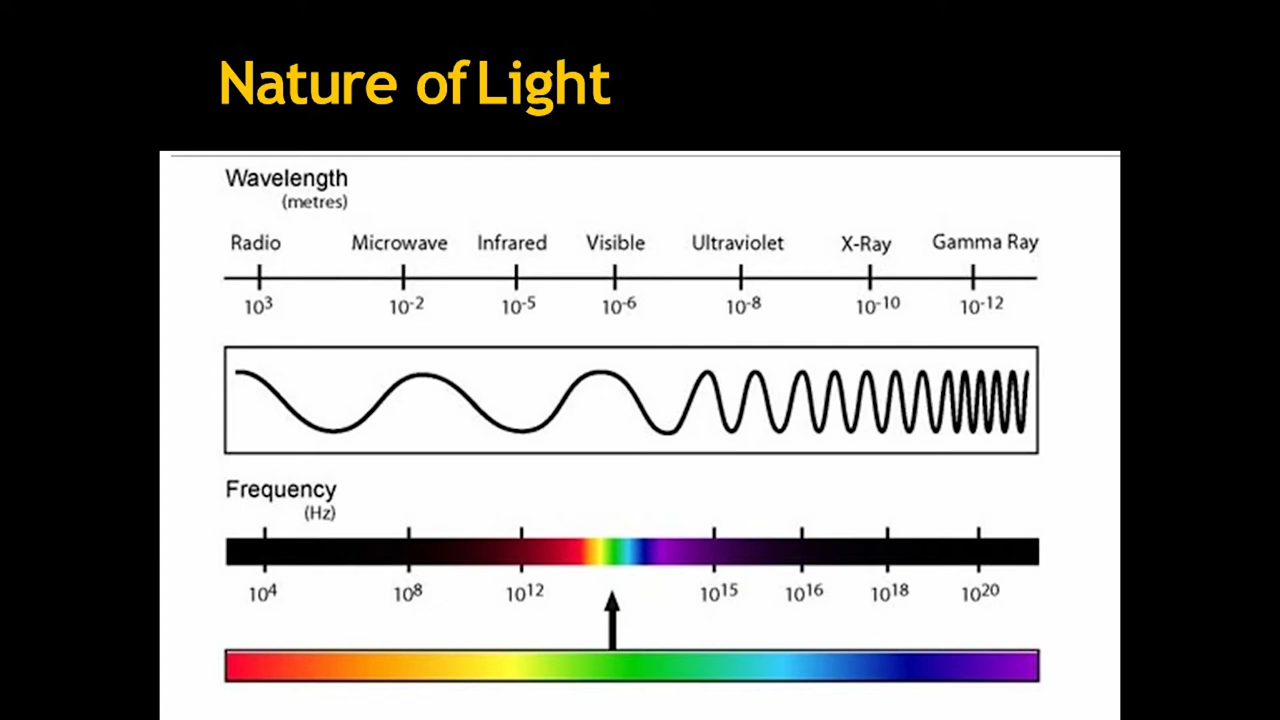 Nature of Light
Wavelength
(metres)
Radio Microwave Infrared Visible Ultraviolet X-Ray Gamma Ray
10³ 10⁻² 10⁻⁵ 10⁻⁶ 10⁻⁸ 10⁻¹⁰ 10⁻¹²
Frequency
(Hz)
10⁴ 10⁸ 10¹² 10¹⁵ 10¹⁶ 10¹⁸ 10²⁰